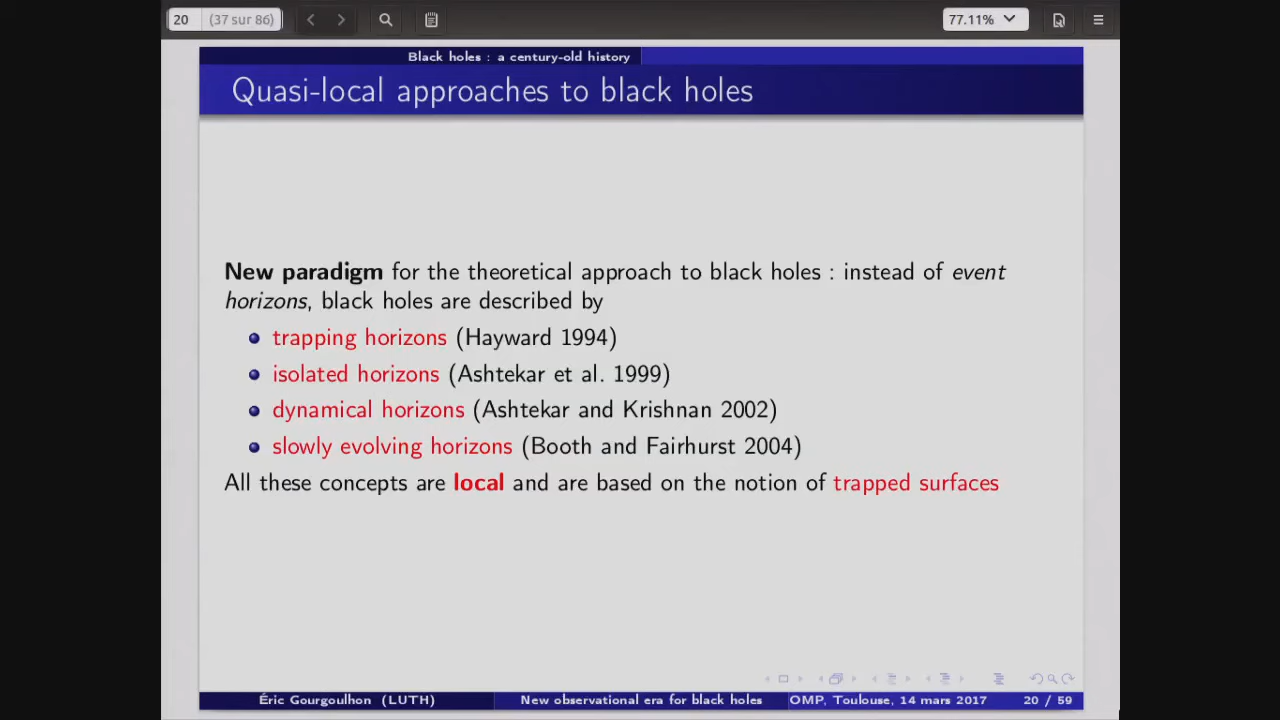 20 (37 sur 86)
77.11%
Black holes : a century-old history
Quasi-local approaches to black holes
New paradigm for the theoretical approach to black holes : instead of event
horizons, black holes are described by
trapping horizons (Hayward 1994)
isolated horizons (Ashtekar et al. 1999)
dynamical horizons (Ashtekar and Krishnan 2002)
slowly evolving horizons (Booth and Fairhurst 2004)
All these concepts are local and are based on the notion of trapped surfaces
Éric Gourgoulhon (LUTH) New observational era for black holes OMP, Toulouse, 14 mars 2017 20 / 59